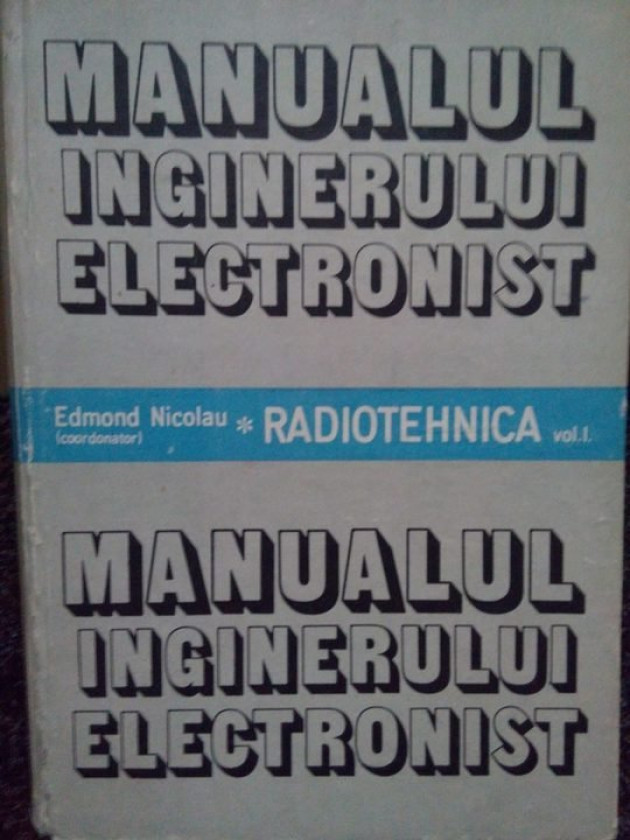 MANUALUL
INGINERULUI
ELECTRONIST
Edmond Nicolau * RADIOTEHNICA vol.I.
(coordonator)
MANUALUL
INGINERULUI
ELECTRONIST